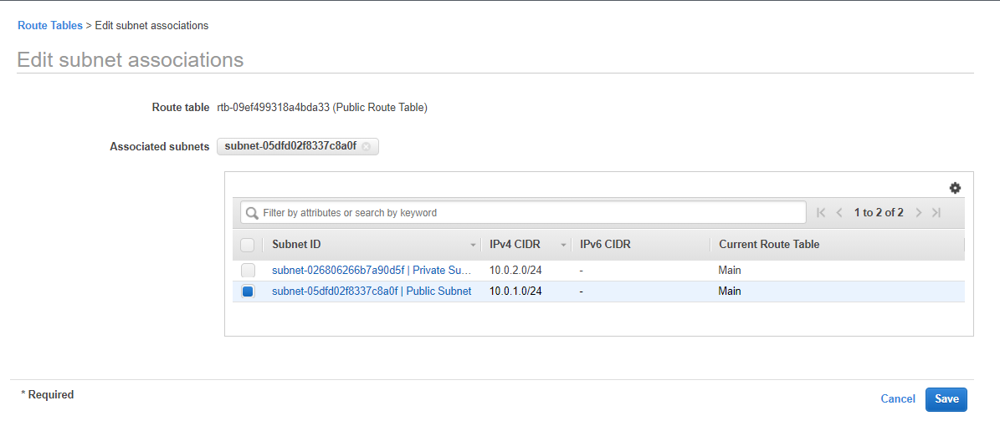 Route Tables > Edit subnet associations
Edit subnet associations
Route table rtb-09ef499318a4bda33 (Public Route Table)
Associated subnets subnet-05dfd02f8337c8a0f
Filter by attributes or search by keyword 1 to 2 of 2
Subnet ID IPv4 CIDR IPv6 CIDR Current Route Table
subnet-026806266b7a90d5f | Private Su... 10.0.2.0/24 - Main
subnet-05dfd02f8337c8a0f | Public Subnet 10.0.1.0/24 - Main
* Required Cancel Save